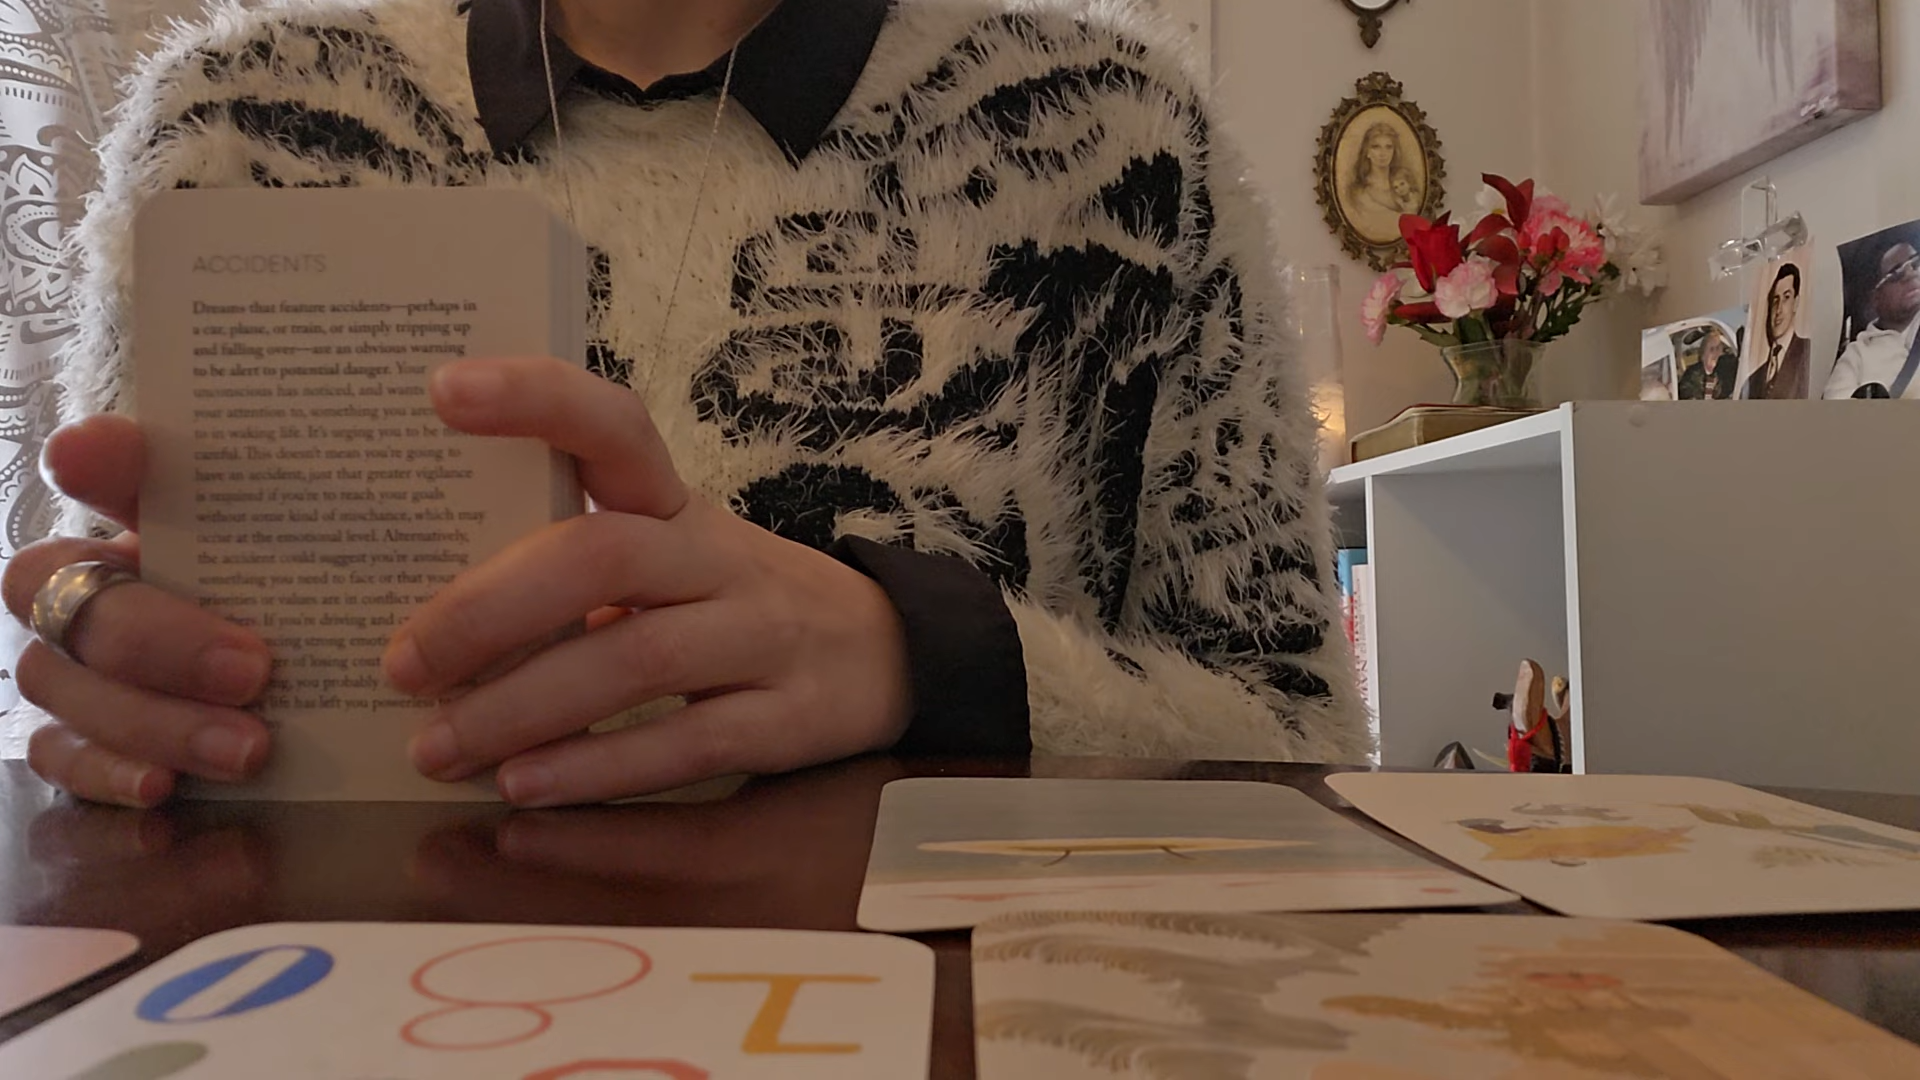 ACCIDENTS
Dreams that feature accidents—perhaps in
a car, plane, or train, or simply tripping up
and falling over—are an obvious warning
to be alert to potential danger. Your
unconscious has noticed, and wants
your attention to, something you aren
to in waking life. It's urging you to be
careful. This doesn't mean you're going to
have an accident, just that greater vigilance
is required if you're to reach your goals
without some kind of mischance, which may
occur at the emotional level. Alternatively,
the accident could suggest you're avoiding
something you need to face or that your
priorities or values are in conflict
If you're driving and
strong
of losing
you probably
life has left you powerless
0
8
I